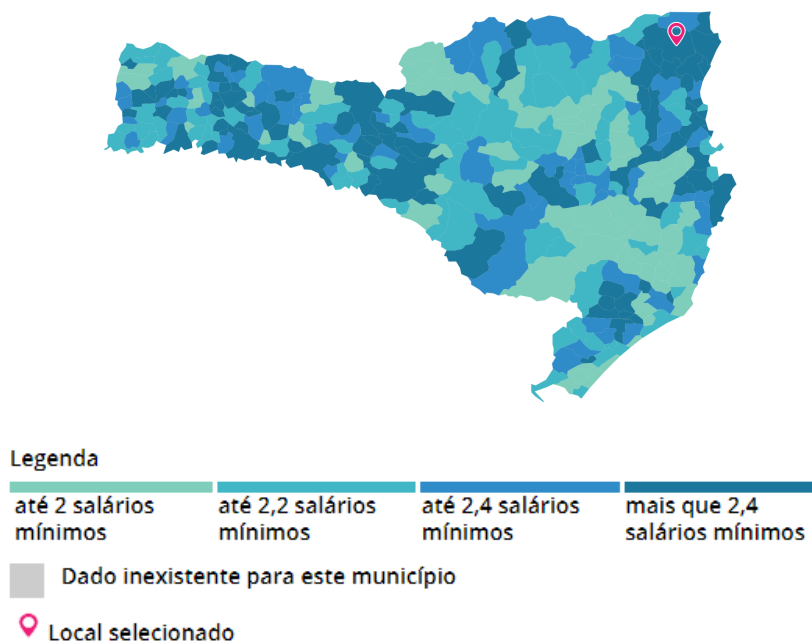 Legenda
até 2 salários
mínimos
até 2,2 salários
mínimos
até 2,4 salários
mínimos
mais que 2,4
salários mínimos
Dado inexistente para este município
Local selecionado